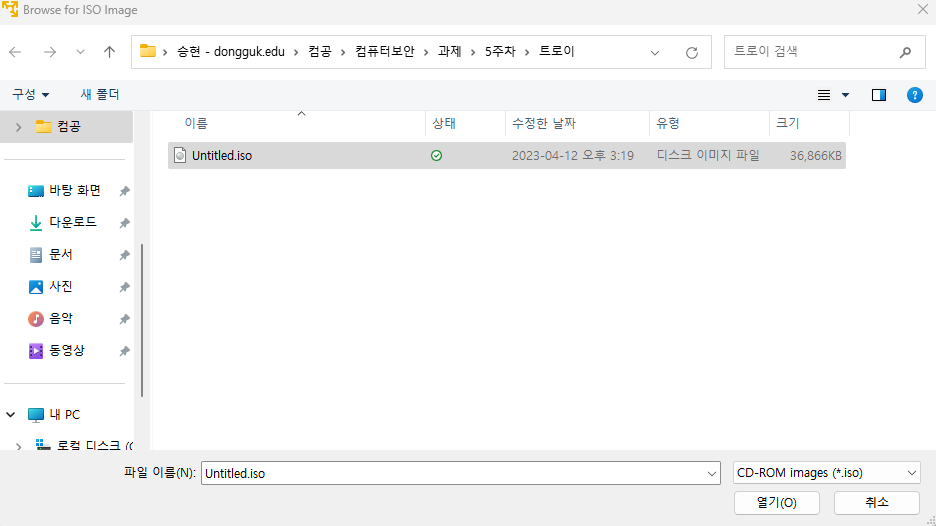 Browse for ISO Image
승현 - dongguk.edu > 컴공 > 컴퓨터보안 > 과제 > 5주차 > 트로이
트로이 검색
구성
새 폴더
컴공
이름 상태 수정한 날짜 유형 크기
Untitled.iso 2023-04-12 오후 3:19 디스크 이미지 파일 36,866KB
바탕 화면
다운로드
문서
사진
음악
동영상
내 PC
로컬 디스크 (C
파일 이름(N): Untitled.iso
CD-ROM images (*.iso)
열기(O) 취소